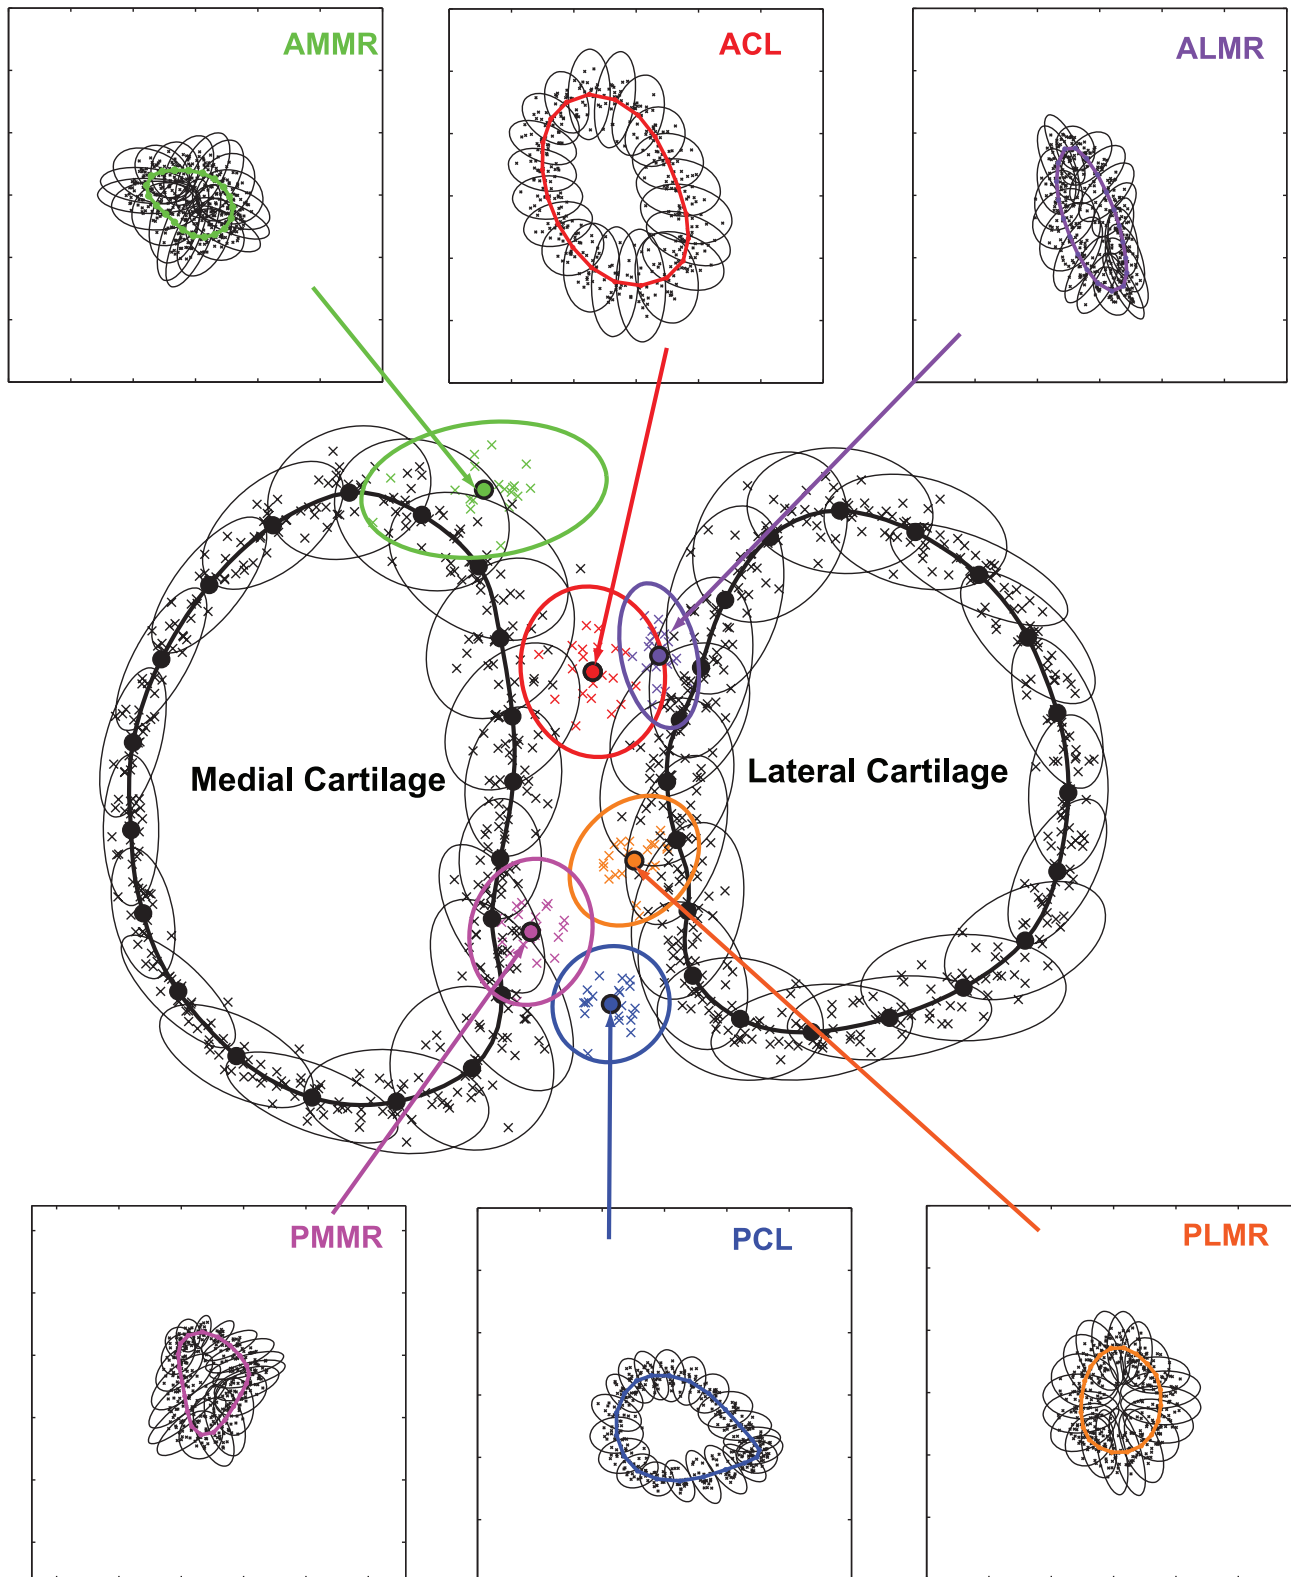 AMMR
ACL
ALMR
Medial Cartilage
Lateral Cartilage
PMMR
PCL
PLMR